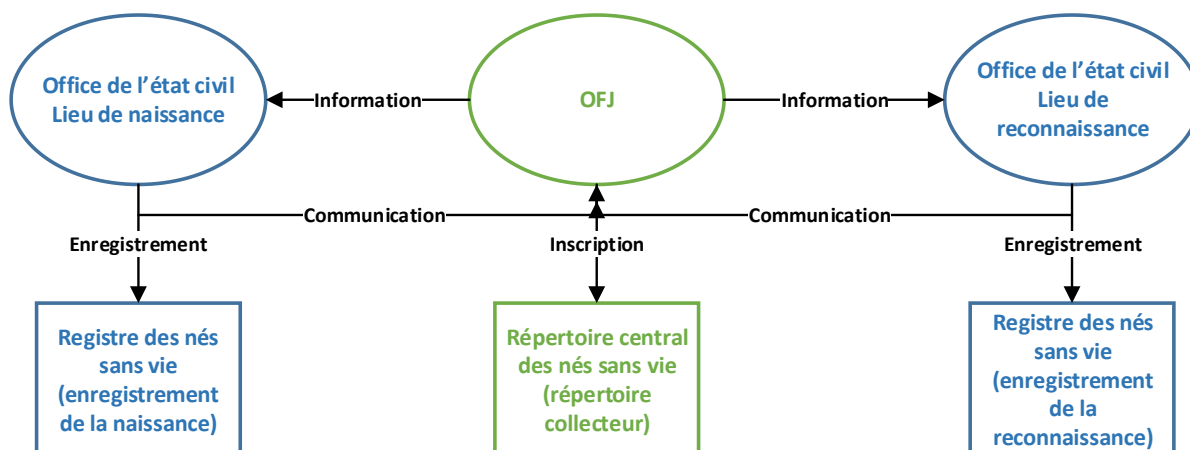 Office de l’état civil
Lieu de naissance
Information
OFJ
Information
Office de l’état civil
Lieu de
reconnaissance
Communication
Communication
Enregistrement
Inscription
Enregistrement
Registre des nés
sans vie
(enregistrement
de la naissance)
Répertoire central
des nés sans vie
(répertoire
collecteur)
Registre des nés
sans vie
(enregistrement
de la
reconnaissance)